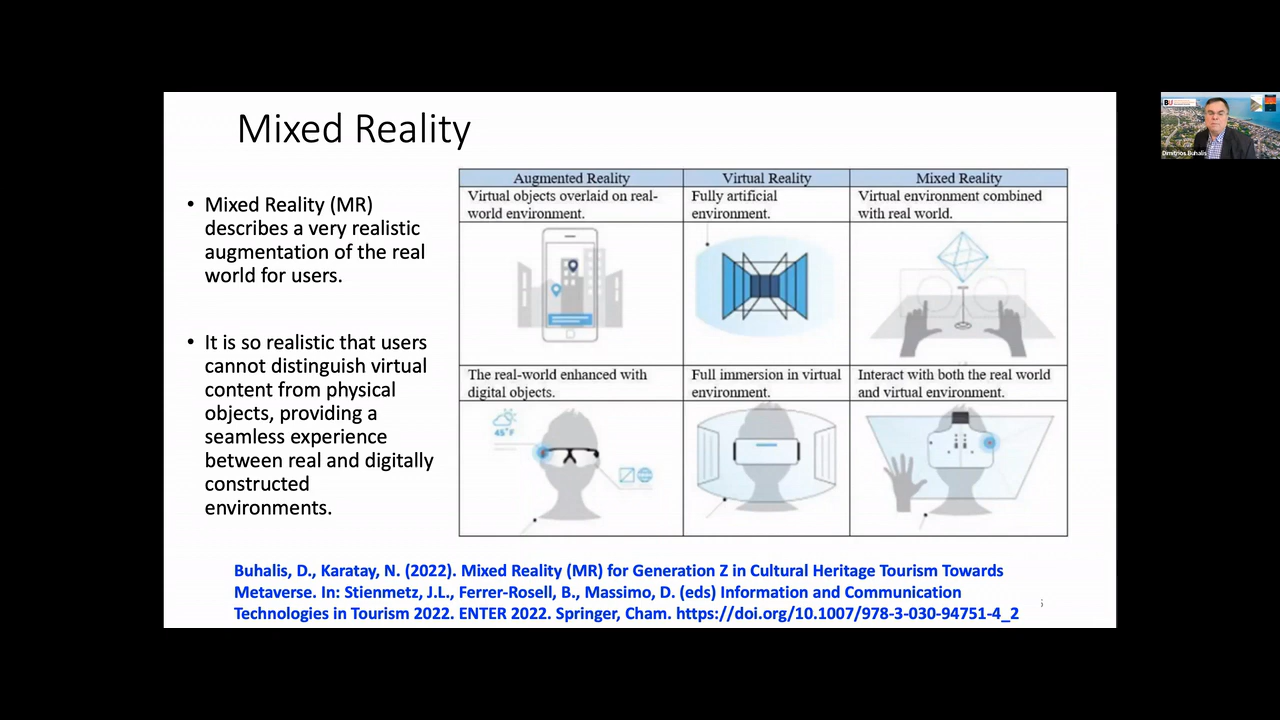 Mixed Reality
• Mixed Reality (MR)
describes a very realistic
augmentation of the real
world for users.
• It is so realistic that users
cannot distinguish virtual
content from physical
objects, providing a
seamless experience
between real and digitally
constructed
environments.
Augmented Reality
Virtual Reality
Mixed Reality
Virtual objects overlaid on real-
world environment.
Fully artificial
environment.
Virtual environment combined
with real world.
The real-world enhanced with
digital objects.
Full immersion in virtual
environment.
Interact with both the real world
and virtual environment.
45°F
Buhalis, D., Karatay, N. (2022). Mixed Reality (MR) for Generation Z in Cultural Heritage Tourism Towards
Metaverse. In: Stienmetz, J.L., Ferrer-Rosell, B., Massimo, D. (eds) Information and Communication
Technologies in Tourism 2022. ENTER 2022. Springer, Cham. https://doi.org/10.1007/978-3-030-94751-4_2
BU
Dimitrios Buhalis